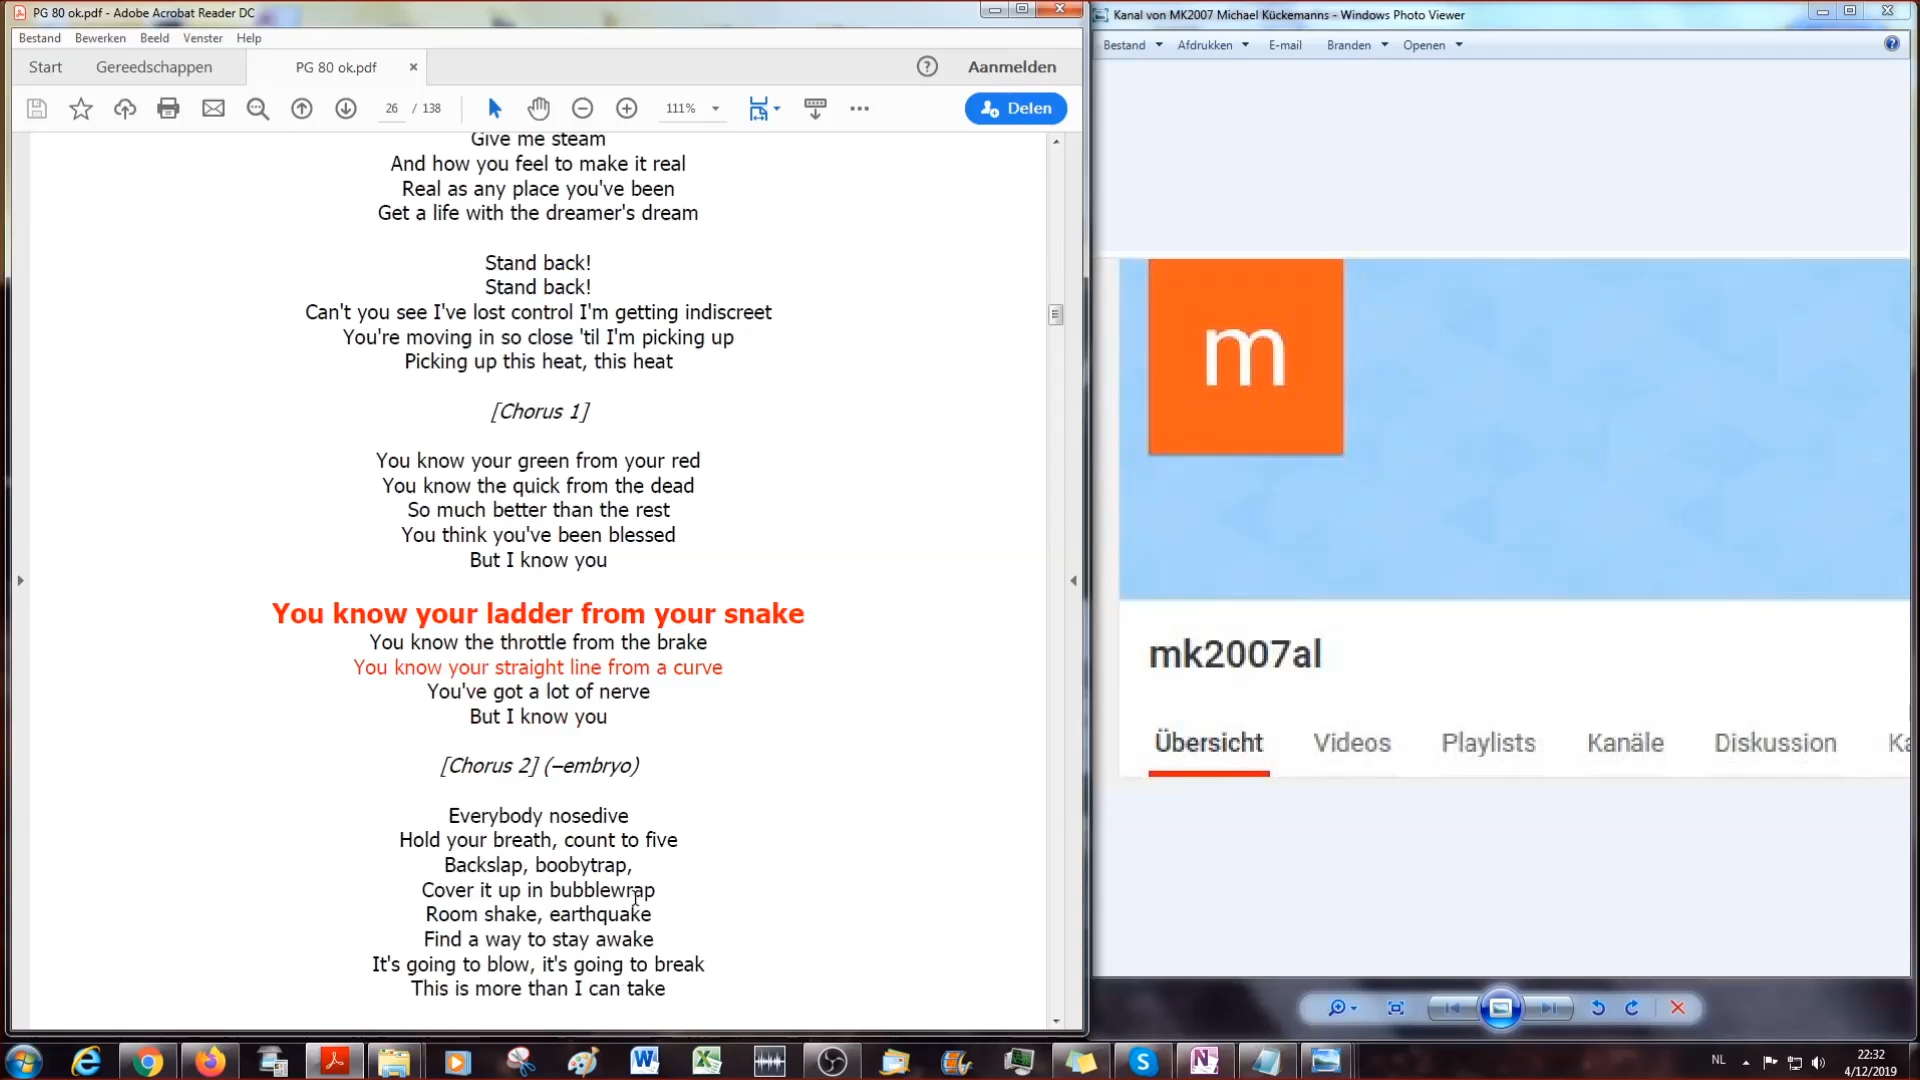 PG 80 ok.pdf - Adobe Acrobat Reader DC
Bestand Bewerken Beeld Venster Help
Start Gereedschappen PG 80 ok.pdf × Aanmelden
26 / 138 111% Delen
Give me steam
And how you feel to make it real
Real as any place you've been
Get a life with the dreamer's dream
Stand back!
Stand back!
Can't you see I've lost control I'm getting indiscreet
You're moving in so close 'til I'm picking up
Picking up this heat, this heat
[Chorus 1]
You know your green from your red
You know the quick from the dead
So much better than the rest
You think you've been blessed
But I know you
You know your ladder from your snake
You know the throttle from the brake
You know your straight line from a curve
You've got a lot of nerve
But I know you
[Chorus 2] (–embryo)
Everybody nosedive
Hold your breath, count to five
Backslap, boobytrap,
Cover it up in bubblewrap
Room shake, earthquake
Find a way to stay awake
It's going to blow, it's going to break
This is more than I can take
Kanal von MK2007 Michael Kückemanns - Windows Photo Viewer
Bestand Afdrukken E-mail Branden Openen
m
mk2007al
Übersicht Videos Playlists Kanäle Diskussion Ka
NL
22:32
4/12/2019